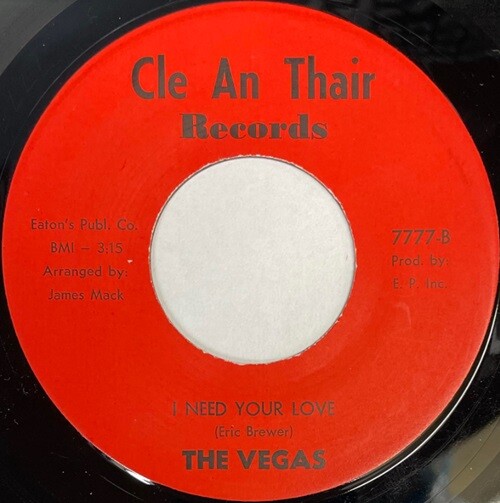 Cle An Thair
Records
Eaton's Publ. Co.
BMI – 3:15
Arranged by:
James Mack
7777-B
Prod. by:
E. R. Inc.
I NEED YOUR LOVE
(Eric Brewer)
THE VEGAS